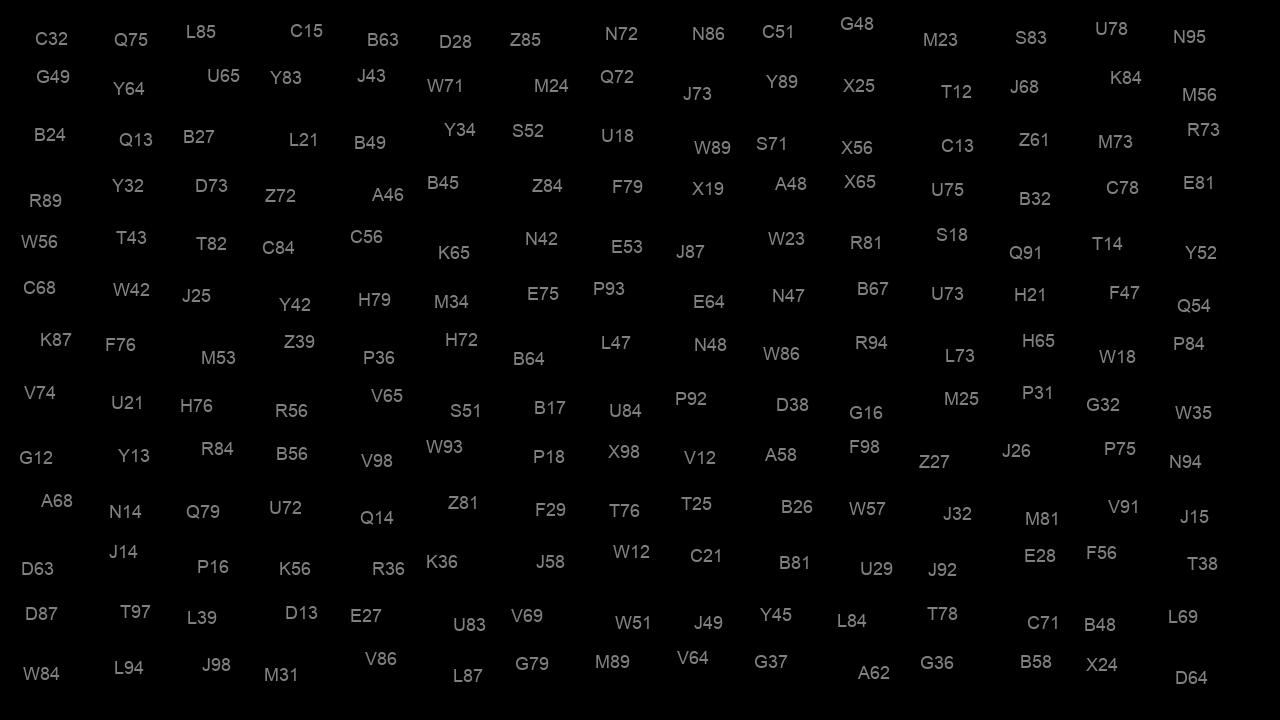 C32 Q75 L85 C15 B63 D28 Z85 N72 N86 C51 G48 M23 S83 U78 N95
G49 Y64 U65 Y83 J43 W71 M24 Q72 J73 Y89 X25 T12 J68 K84 M56
B24 Q13 B27 L21 B49 Y34 S52 U18 W89 S71 X56 C13 Z61 M73 R73
R89 Y32 D73 Z72 A46 B45 Z84 F79 X19 A48 X65 U75 B32 C78 E81
W56 T43 T82 C84 C56 K65 N42 E53 J87 W23 R81 S18 Q91 T14 Y52
C68 W42 J25 Y42 H79 M34 E75 P93 E64 N47 B67 U73 H21 F47 Q54
K87 F76 M53 Z39 P36 H72 B64 L47 N48 W86 R94 L73 H65 W18 P84
V74 U21 H76 R56 V65 S51 B17 U84 P92 D38 G16 M25 P31 G32 W35
G12 Y13 R84 B56 V98 W93 P18 X98 V12 A58 F98 Z27 J26 P75 N94
A68 N14 Q79 U72 Q14 Z81 F29 T76 T25 B26 W57 J32 M81 V91 J15
D63 J14 P16 K56 R36 K36 J58 W12 C21 B81 U29 J92 E28 F56 T38
D87 T97 L39 D13 E27 U83 V69 W51 J49 Y45 L84 T78 C71 B48 L69
W84 L94 J98 M31 V86 L87 G79 M89 V64 G37 A62 G36 B58 X24 D64